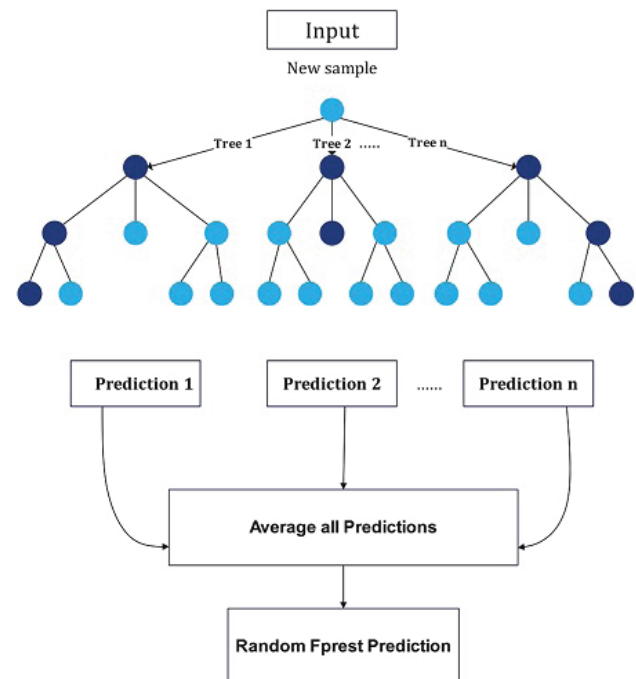 Input
New sample
Tree 1
Tree 2 .....
Tree n
Prediction 1
Prediction 2
......
Prediction n
Average all Predictions
Random Fprest Prediction